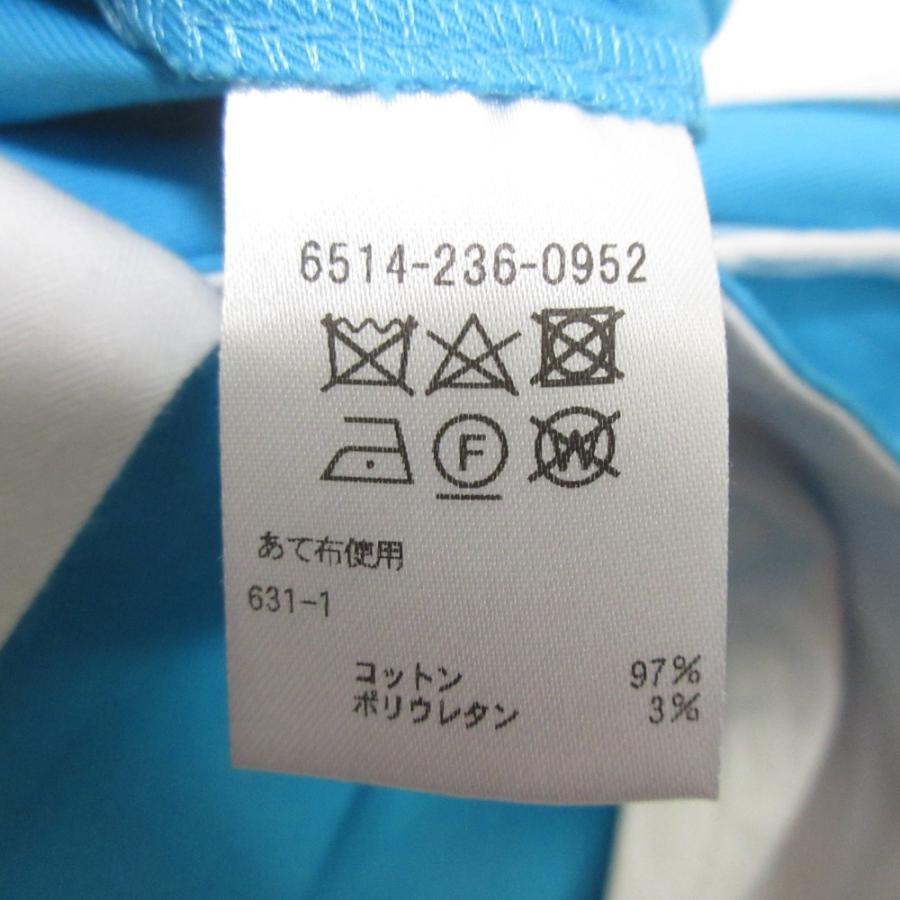 6514-236-0952
F W
あて布使用
631-1
コットン 97%
ポリウレタン 3%